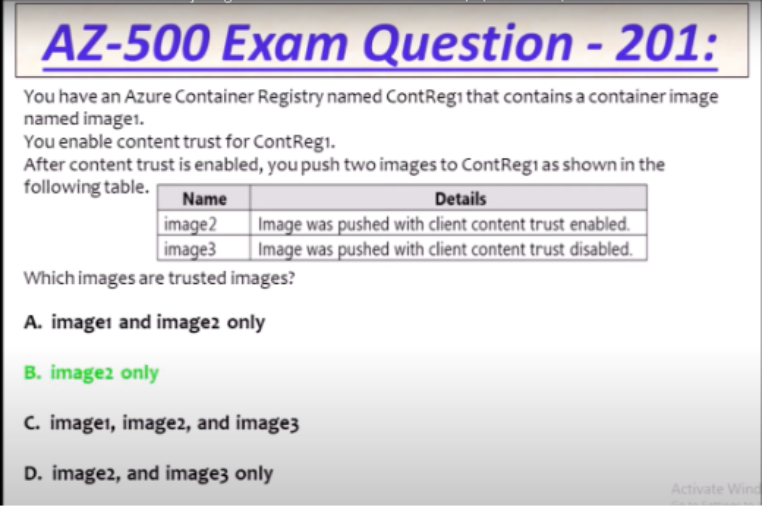 AZ-500 Exam Question - 201:
You have an Azure Container Registry named ContReg1 that contains a container image
named image1.
You enable content trust for ContReg1.
After content trust is enabled, you push two images to ContReg1 as shown in the
following table.
Name Details
image2 Image was pushed with client content trust enabled.
image3 Image was pushed with client content trust disabled.
Which images are trusted images?
A. image1 and image2 only
B. image2 only
C. image1, image2, and image3
D. image2, and image3 only
Activate Wind